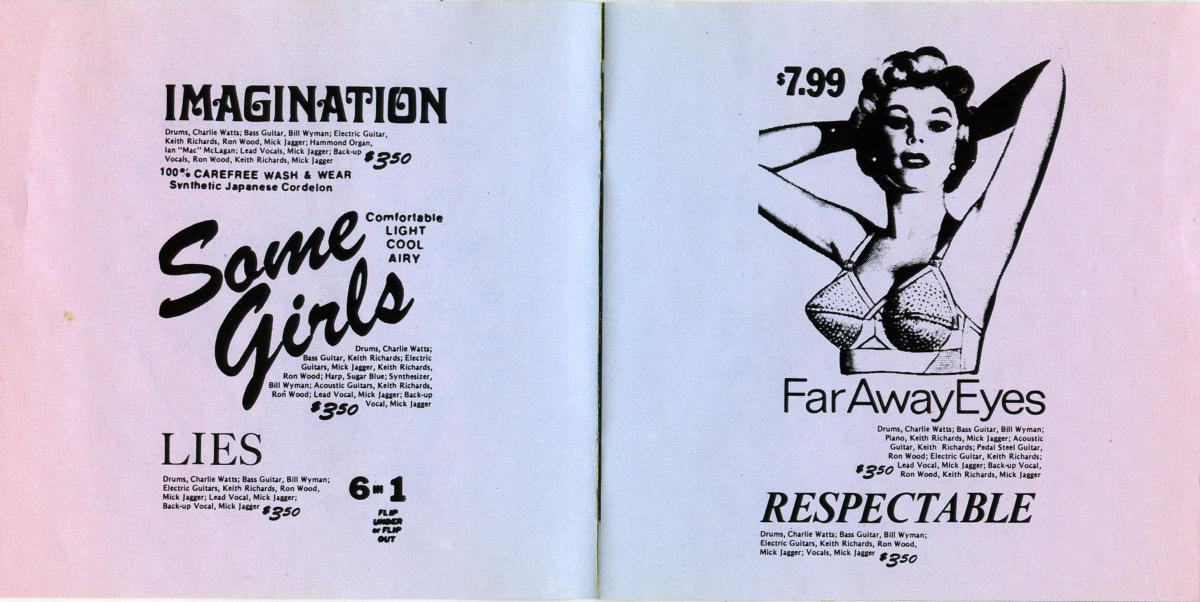 IMAGINATION
Drums, Charlie Watts; Bass Guitar, Bill Wyman; Electric Guitar,
Keith Richards, Ron Wood, Mick Jagger; Hammond Organ,
Ian "Mac" McLagan; Lead Vocals, Mick Jagger; Back-up
Vocals, Ron Wood, Keith Richards, Mick Jagger
$3.50
100% CAREFREE WASH & WEAR
Synthetic Japanese Cordelon
Some
Girls
Comfortable
LIGHT
COOL
AIRY
Drums, Charlie Watts;
Bass Guitar, Keith Richards; Electric
Guitars, Mick Jagger, Keith Richards,
Ron Wood; Harp, Sugar Blue; Synthesizer,
Bill Wyman; Acoustic Guitars, Keith Richards,
Ron Wood; Lead Vocal, Mick Jagger; Back-up
Vocal, Mick Jagger
$3.50
LIES
Drums, Charlie Watts; Bass Guitar, Bill Wyman;
Electric Guitars, Keith Richards, Ron Wood,
Mick Jagger; Lead Vocal, Mick Jagger;
Back-up Vocal, Mick Jagger $3.50
6 IN 1
FLIP
UNDER
or FLIP
OUT
$7.99
Far Away Eyes
Drums, Charlie Watts; Bass Guitar, Bill Wyman;
Piano, Keith Richards, Mick Jagger; Acoustic
Guitar, Keith Richards; Pedal Steel Guitar,
Ron Wood; Electric Guitar, Keith Richards;
Lead Vocal, Mick Jagger; Back-up Vocal,
Ron Wood, Keith Richards, Mick Jagger
$3.50
RESPECTABLE
Drums, Charlie Watts; Bass Guitar, Bill Wyman;
Electric Guitars, Keith Richards, Ron Wood,
Mick Jagger; Vocals, Mick Jagger $3.50